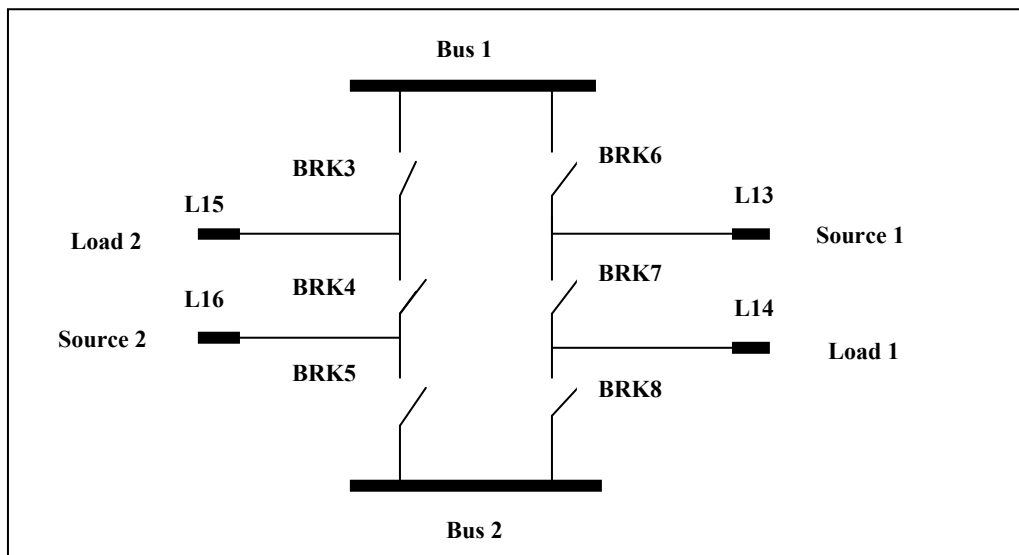 Bus 1
BRK3
BRK6
L15
L13
Load 2
Source 1
BRK4
BRK7
L16
L14
Source 2
Load 1
BRK5
BRK8
Bus 2